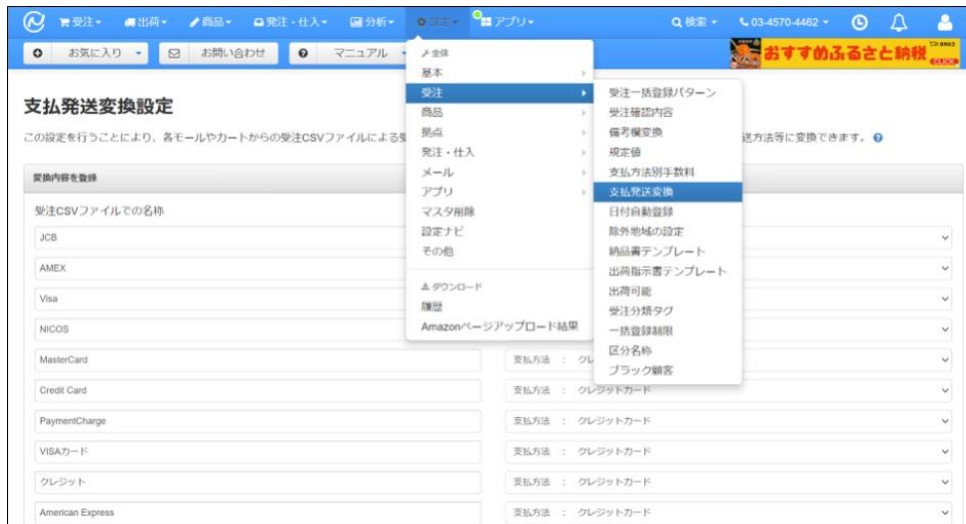 受注 出荷 商品 発注・仕入 分析 設定 アプリ 検索 03-4570-4462
お気に入り お問い合わせ マニュアル
おすすめふるさと納税 CLICK
支払発送変換設定
この設定を行うことにより、各モールやカートからの受注CSVファイルによる受
送方法等に変換できます。
変換内容を登録
受注CSVファイルでの名称
JCB
AMEX
Visa
NICOS
MasterCard 支払方法 : クレ
Credit Card 支払方法 : クレジットカード
PaymentCharge 支払方法 : クレジットカード
VISAカード 支払方法 : クレジットカード
クレジット 支払方法 : クレジットカード
American Express 支払方法 : クレジットカード
全体
基本
受注
商品
拠点
発注・仕入
メール
アプリ
マスタ削除
設定ナビ
その他
ダウンロード
履歴
Amazonページアップロード結果
受注一括登録パターン
受注確認内容
備考欄変換
規定値
支払方法別手数料
支払発送変換
日付自動登録
除外地域の設定
納品書テンプレート
出荷指示書テンプレート
出荷可能
受注分類タグ
一括登録制限
区分名称
ブラック顧客